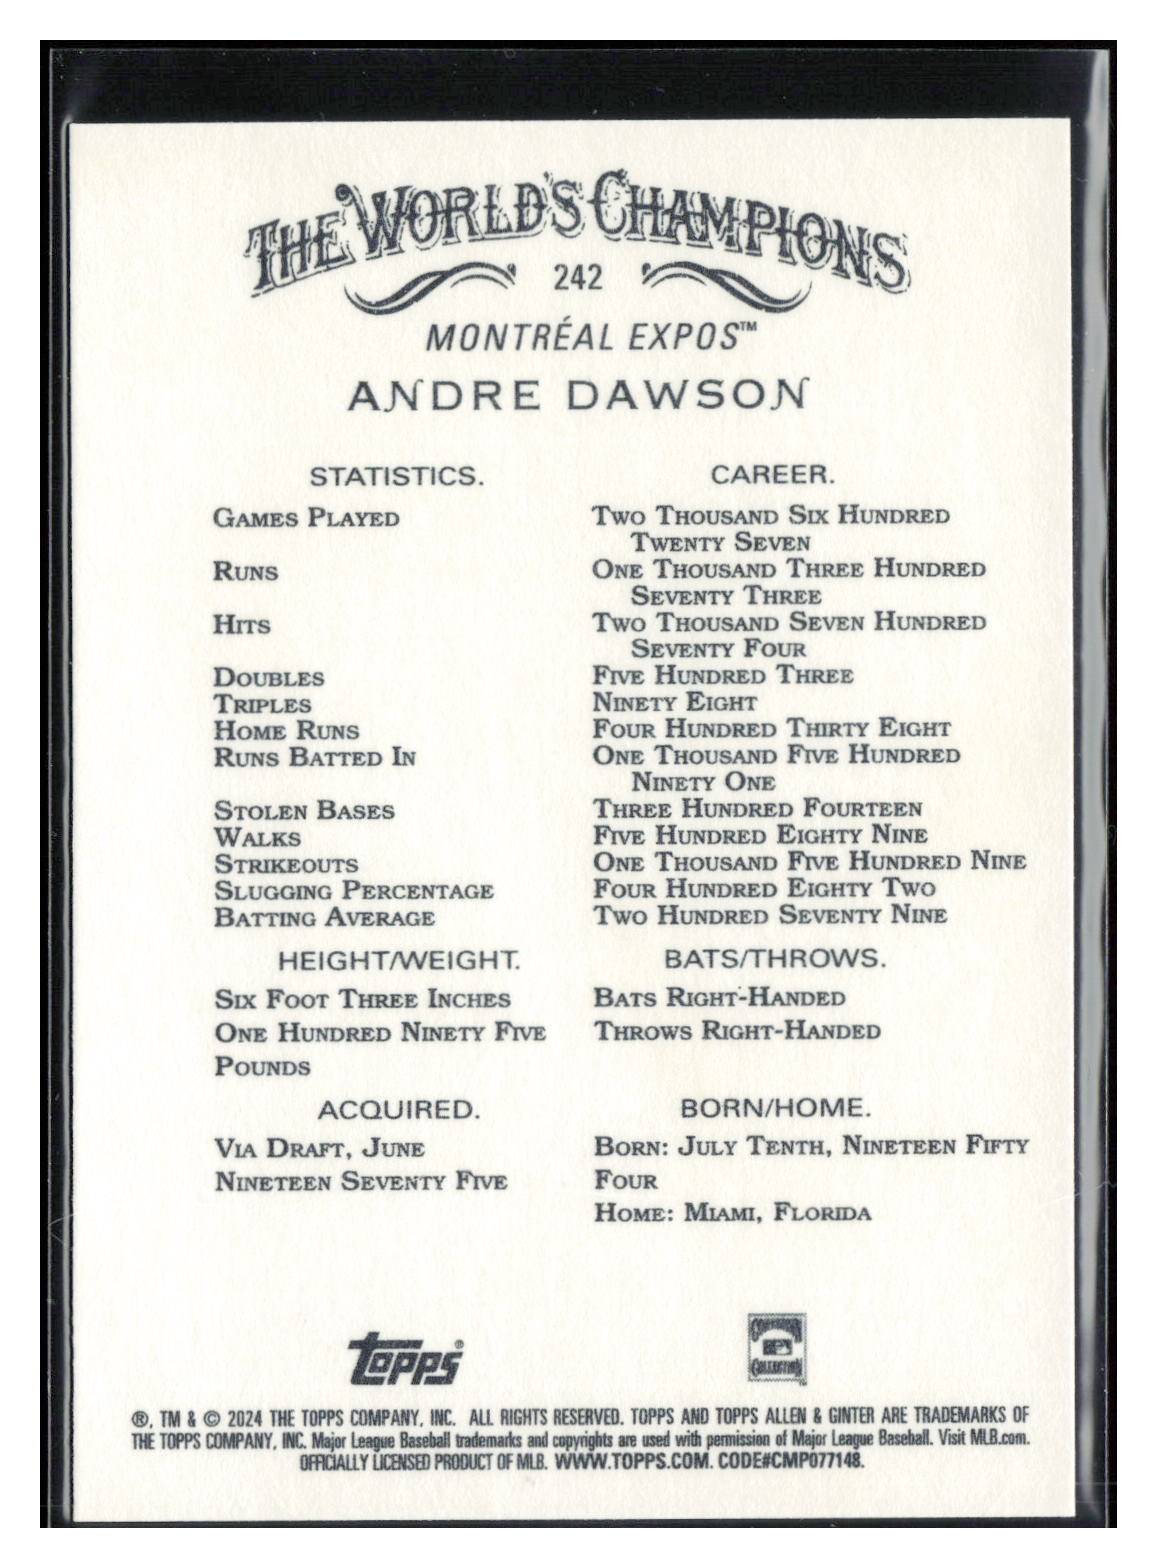 THE WORLD'S CHAMPIONS
242
MONTRÉAL EXPOS™
ANDRE DAWSON
STATISTICS. CAREER.
GAMES PLAYED TWO THOUSAND SIX HUNDRED
TWENTY SEVEN
RUNS ONE THOUSAND THREE HUNDRED
SEVENTY THREE
HITS TWO THOUSAND SEVEN HUNDRED
SEVENTY FOUR
DOUBLES FIVE HUNDRED THREE
TRIPLES NINETY EIGHT
HOME RUNS FOUR HUNDRED THIRTY EIGHT
RUNS BATTED IN ONE THOUSAND FIVE HUNDRED
NINETY ONE
STOLEN BASES THREE HUNDRED FOURTEEN
WALKS FIVE HUNDRED EIGHTY NINE
STRIKEOUTS ONE THOUSAND FIVE HUNDRED NINE
SLUGGING PERCENTAGE FOUR HUNDRED EIGHTY TWO
BATTING AVERAGE TWO HUNDRED SEVENTY NINE
HEIGHT/WEIGHT. BATS/THROWS.
SIX FOOT THREE INCHES BATS RIGHT-HANDED
ONE HUNDRED NINETY FIVE THROWS RIGHT-HANDED
POUNDS
ACQUIRED. BORN/HOME.
VIA DRAFT, JUNE BORN: JULY TENTH, NINETEEN FIFTY
NINETEEN SEVENTY FIVE FOUR
HOME: MIAMI, FLORIDA
topps®
COOPERSTOWN
COLLECTION
®, TM & © 2024 THE TOPPS COMPANY, INC. ALL RIGHTS RESERVED. TOPPS AND TOPPS ALLEN & GINTER ARE TRADEMARKS OF
THE TOPPS COMPANY, INC. Major League Baseball trademarks and copyrights are used with permission of Major League Baseball. Visit MLB.com.
OFFICIALLY LICENSED PRODUCT OF MLB. WWW.TOPPS.COM. CODE#CMP077148.